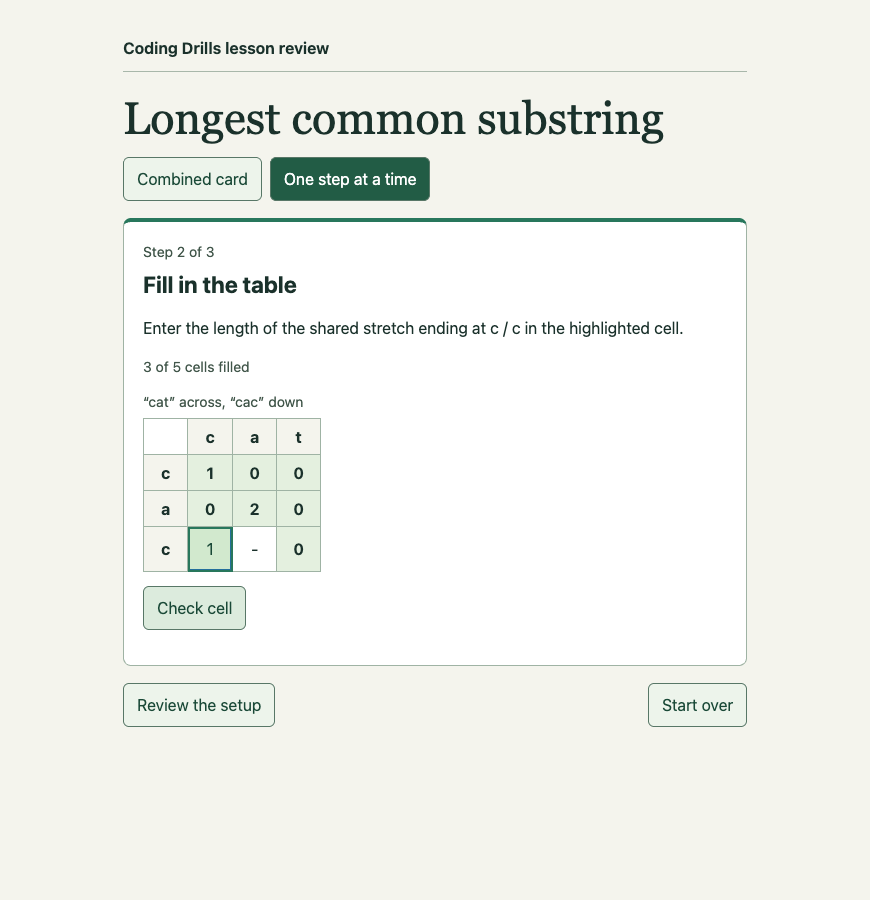 Coding Drills lesson review
Longest common substring
Combined card One step at a time
Step 2 of 3
Fill in the table
Enter the length of the shared stretch ending at c / c in the highlighted cell.
3 of 5 cells filled
“cat” across, “cac” down
c a t
c 1 0 0
a 0 2 0
c 1 - 0
Check cell
Review the setup Start over